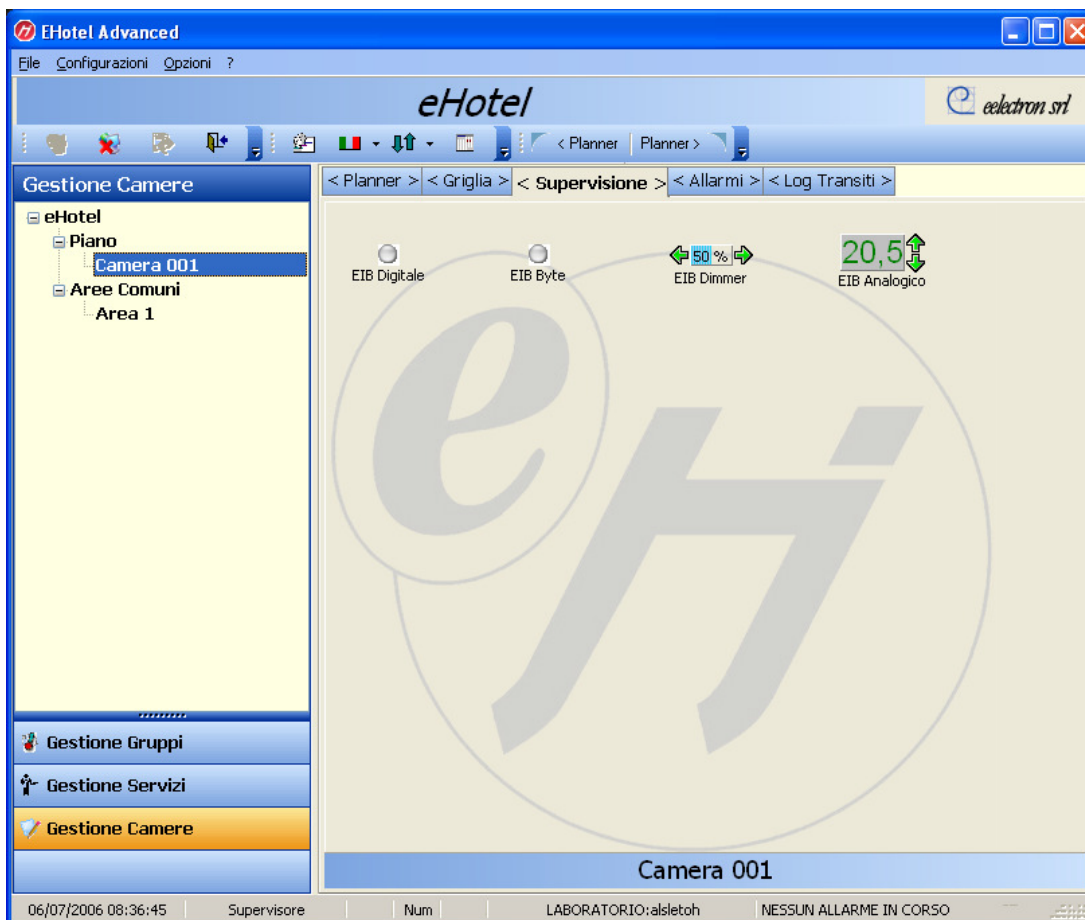 EHotel Advanced
File Configurazioni Opzioni ?
eHotel
eelectron srl
< Planner Planner >
Gestione Camere
eHotel
Piano
Camera 001
Aree Comuni
Area 1
< Planner > < Griglia > < Supervisione > < Allarmi > < Log Transiti >
50 % 20,5
EIB Digitale EIB Byte EIB Dimmer EIB Analogico
eH
Gestione Gruppi
Gestione Servizi
Gestione Camere
Camera 001
06/07/2006 08:36:45 Supervisore Num LABORATORIO:alsletoh NESSUN ALLARME IN CORSO